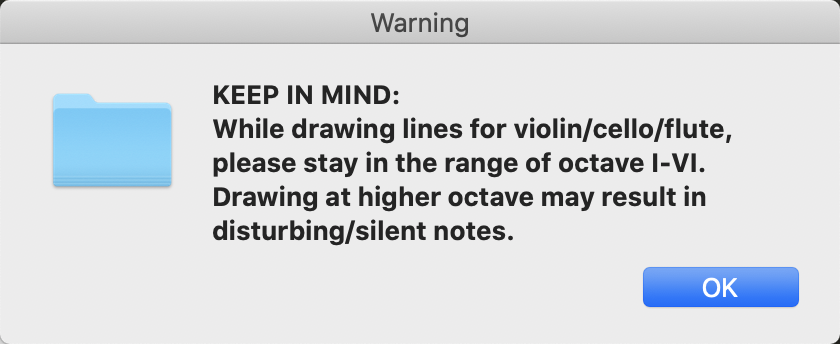 Warning
KEEP IN MIND:
While drawing lines for violin/cello/flute,
please stay in the range of octave I-VI.
Drawing at higher octave may result in
disturbing/silent notes.
OK